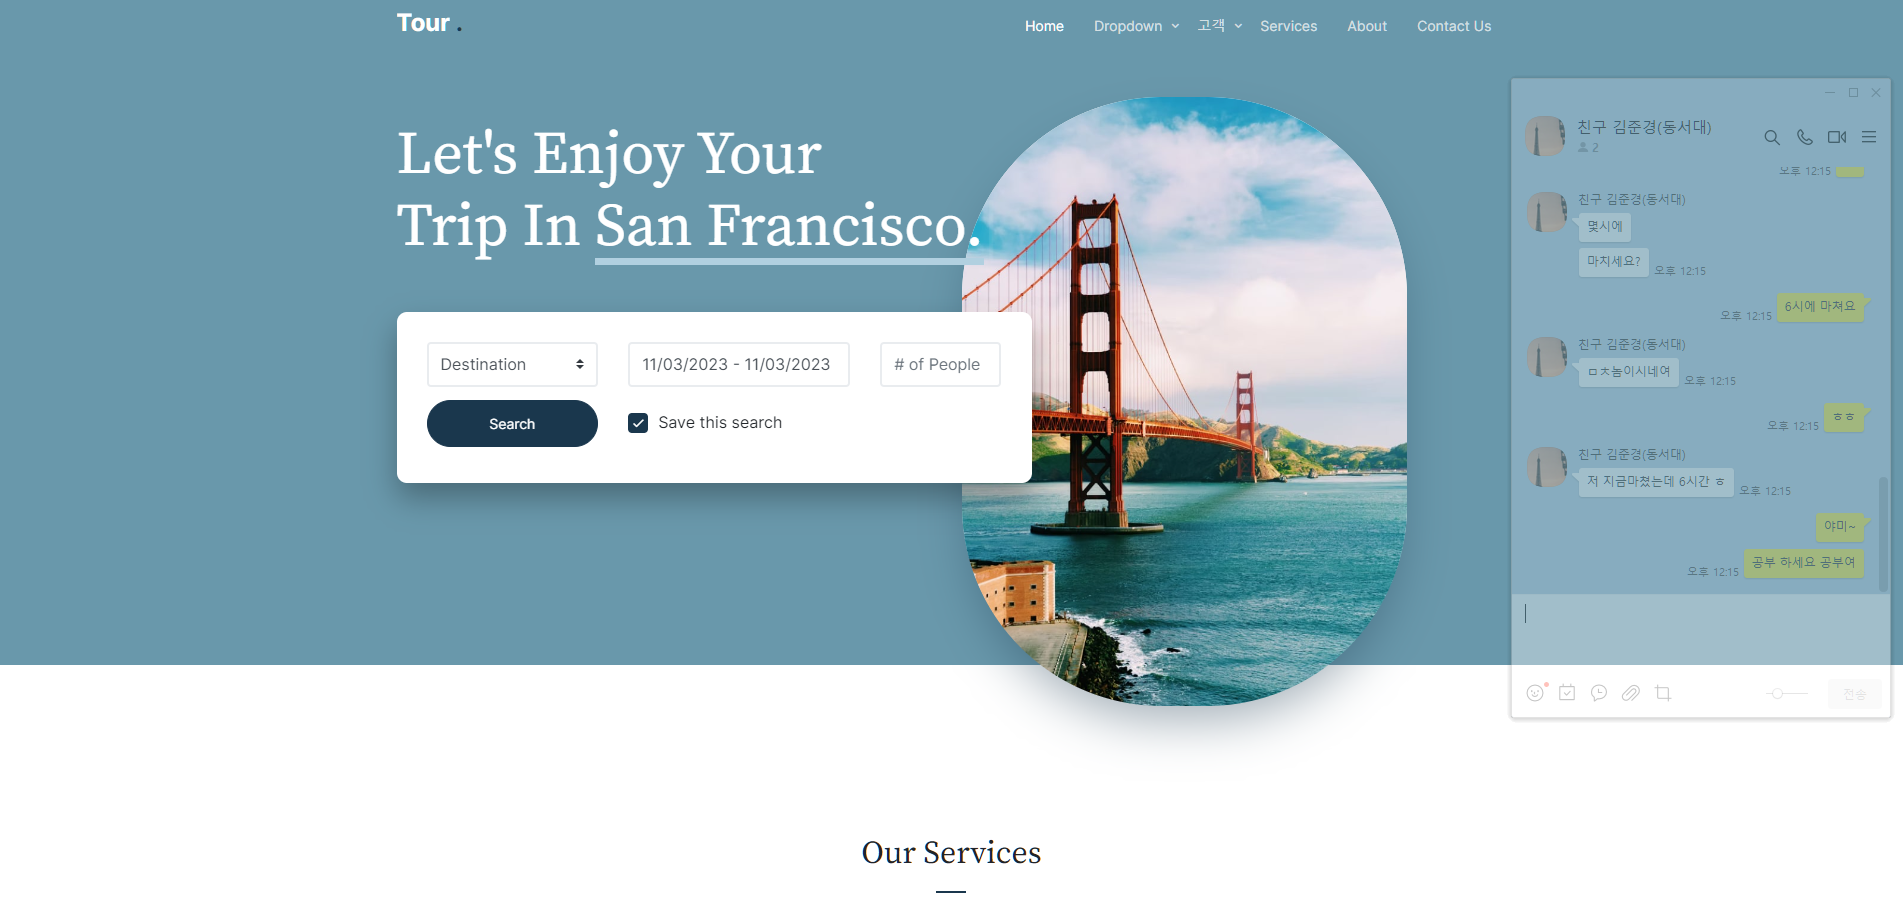 Tour .
Home Dropdown 고객 Services About Contact Us
Let's Enjoy Your
Trip In San Francisco.
Destination
11/03/2023 - 11/03/2023
# of People
Search
Save this search
Our Services
친구 김준경(동서대)
2
오후 12:15
친구 김준경(동서대)
몇시에
마치세요?
오후 12:15
6시에 마쳐요
오후 12:15
친구 김준경(동서대)
ㅁㅊ놈이시네여
오후 12:15
ㅎㅎ
오후 12:15
친구 김준경(동서대)
저 지금마쳤는데 6시간 ㅎ
오후 12:15
야미~
공부 하세요 공부여
오후 12:15
전송